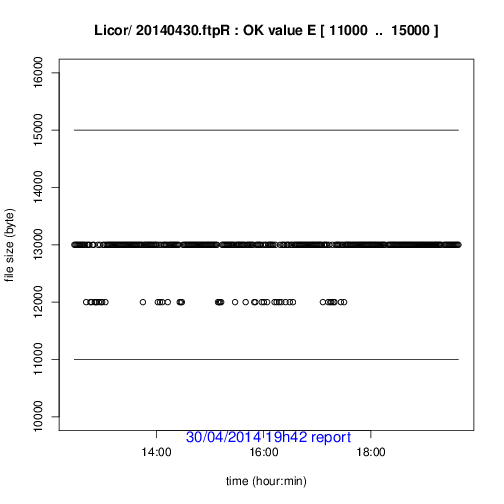 Licor/ 20140430.ftpR : OK value E [ 11000 .. 15000 ]
file size (byte)
16000
15000
14000
13000
12000
11000
10000
30/04/2014 19h42 report
14:00 16:00 18:00
time (hour:min)